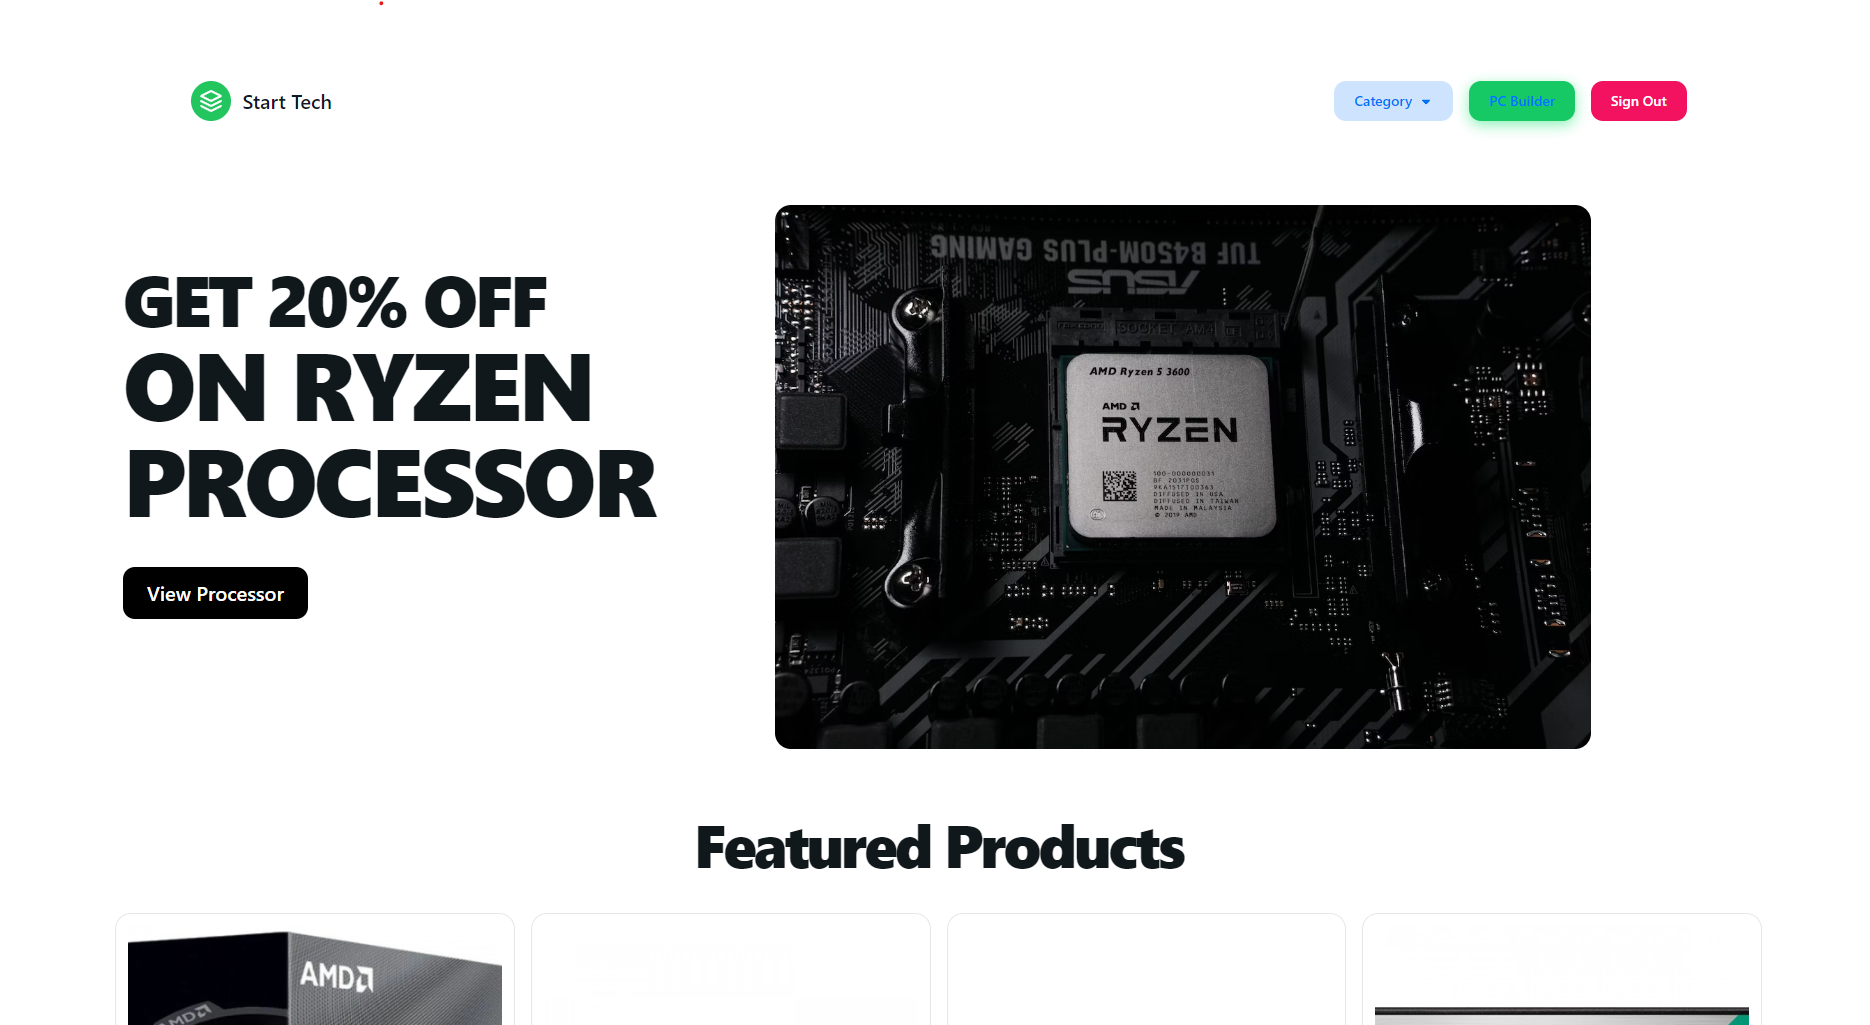 Start Tech
Category
PC Builder
Sign Out
GET 20% OFF
ON RYZEN
PROCESSOR
View Processor
TUF B450M-PLUS GAMING
ASUS
SOCKET AM4
AMD Ryzen 5 3600
AMD
RYZEN
100-000000031
BF 2031PGS
DIFFUSED IN USA
DIFFUSED IN TAIWAN
MADE IN MALAYSIA
© 2019 AMD
Featured Products
AMD
AMD